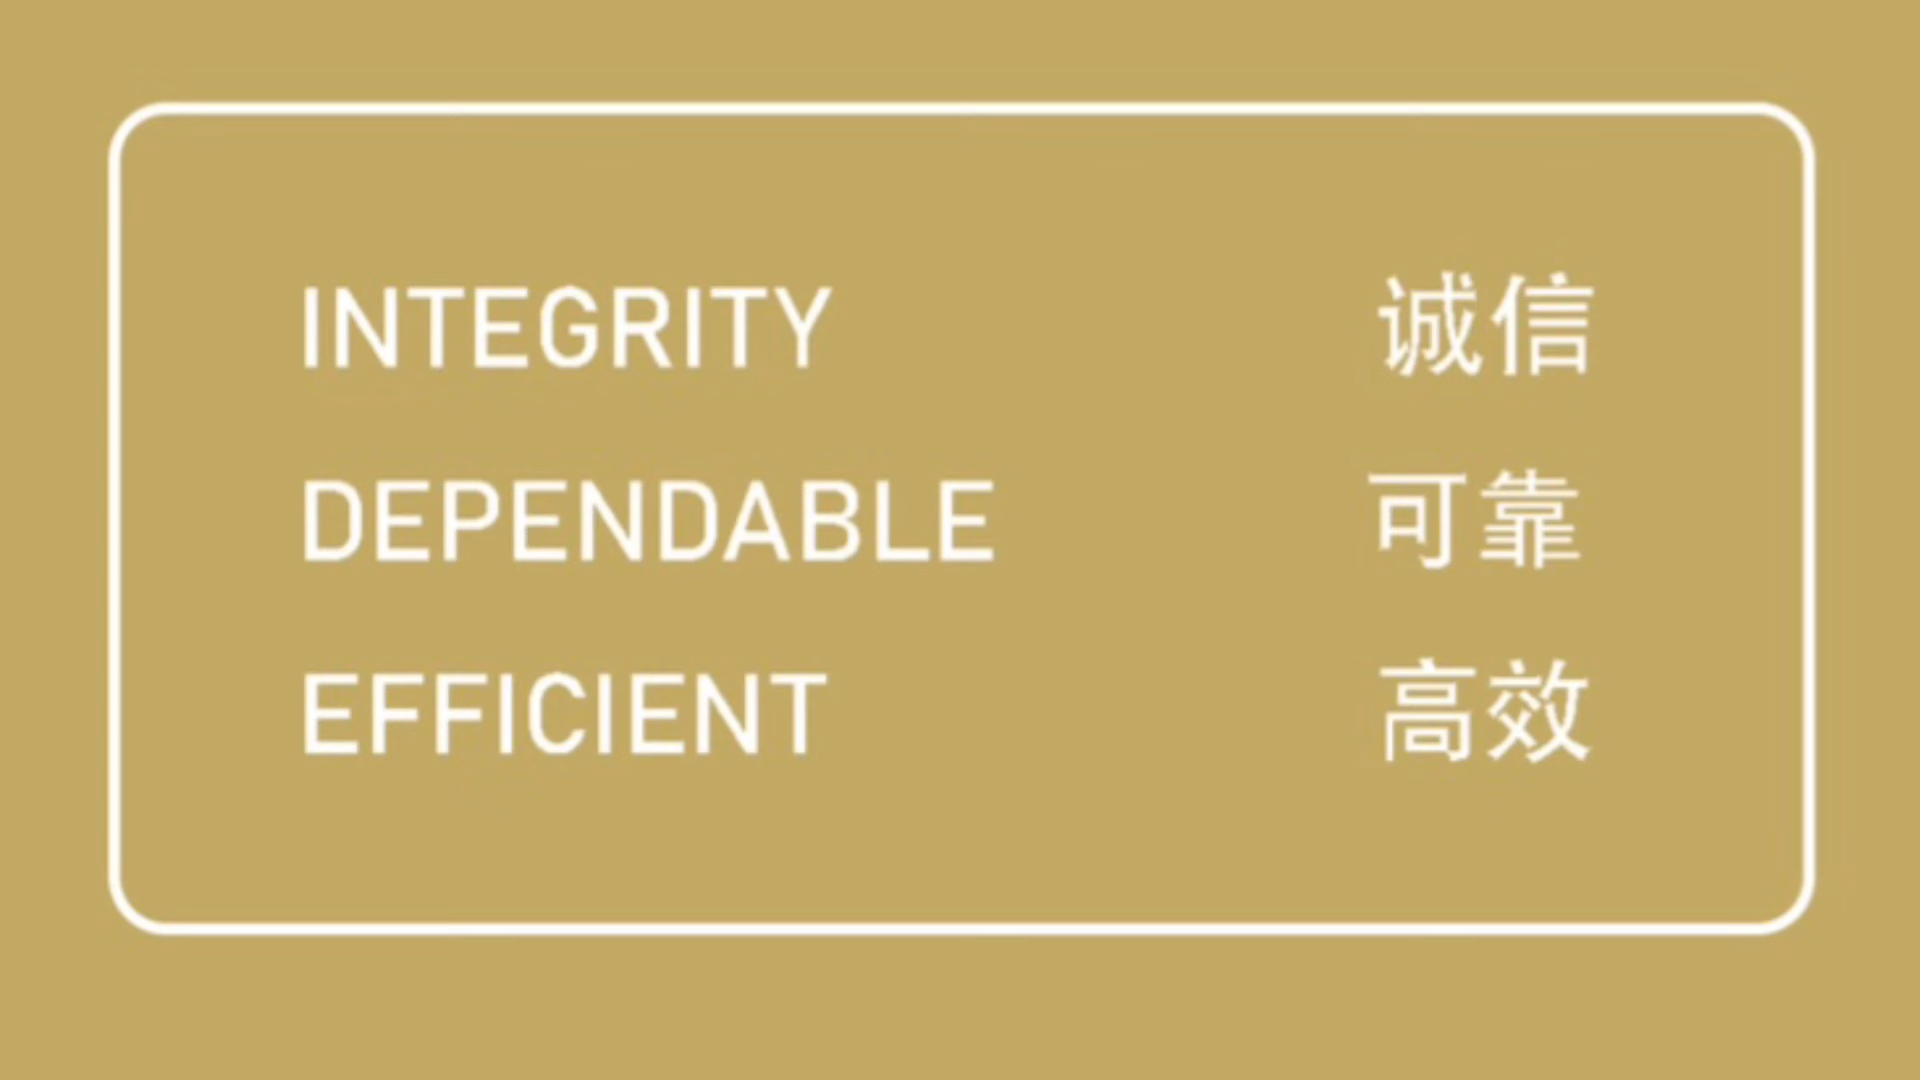 INTEGRITY 诚信
DEPENDABLE 可靠
EFFICIENT 高效